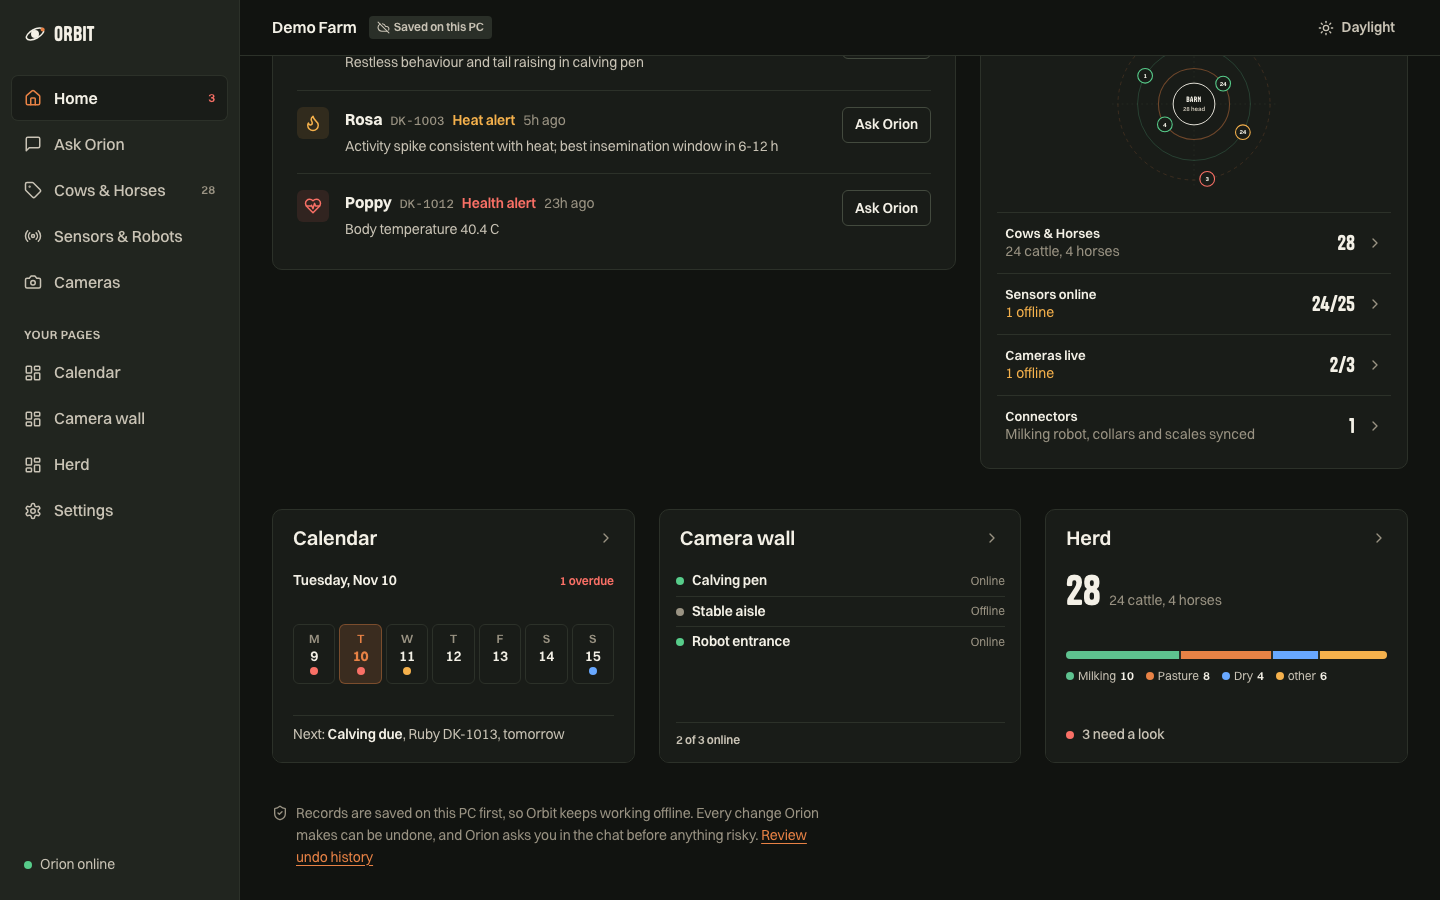 ORBIT
Home 3
Ask Orion
Cows & Horses 28
Sensors & Robots
Cameras
YOUR PAGES
Calendar
Camera wall
Herd
Settings
Orion online
Demo Farm Saved on this PC
Daylight
Restless behaviour and tail raising in calving pen
Rosa DK-1003 Heat alert 5h ago
Activity spike consistent with heat; best insemination window in 6-12 h
Ask Orion
Poppy DK-1012 Health alert 23h ago
Body temperature 40.4 C
Ask Orion
1
24
BARN
28 head
4
24
3
Cows & Horses
24 cattle, 4 horses
28
Sensors online
1 offline
24/25
Cameras live
1 offline
2/3
Connectors
Milking robot, collars and scales synced
1
Calendar
Tuesday, Nov 10 1 overdue
M T W T F S S
9 10 11 12 13 14 15
Next: Calving due, Ruby DK-1013, tomorrow
Camera wall
Calving pen Online
Stable aisle Offline
Robot entrance Online
2 of 3 online
Herd
28 24 cattle, 4 horses
Milking 10 Pasture 8 Dry 4 other 6
3 need a look
Records are saved on this PC first, so Orbit keeps working offline. Every change Orion
makes can be undone, and Orion asks you in the chat before anything risky. Review
undo history